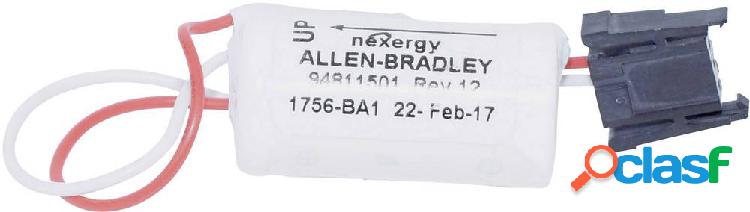 UP
nexergy
ALLEN-BRADLEY
94811501 Rev 12
1756-BA1 22- Feb-17
clasf